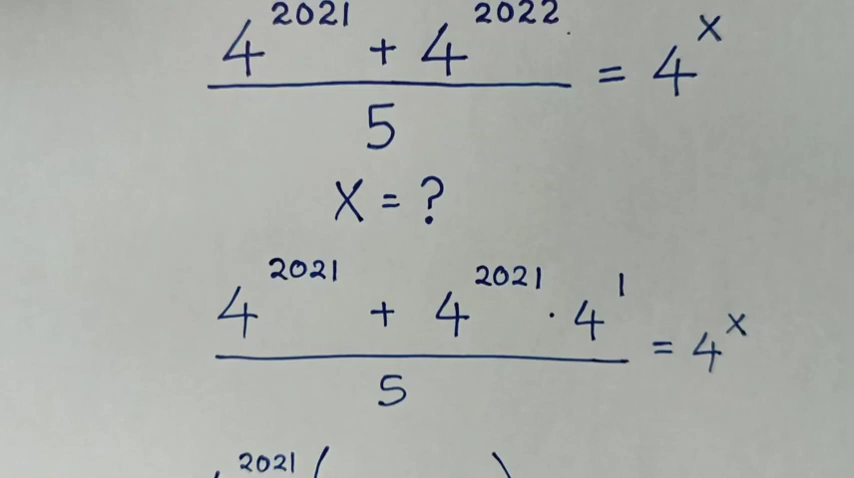 4^2021 + 4^2022 / 5 = 4^x
X = ?
4^2021 + 4^2021 · 4^1 / 5 = 4^x
2021 ( )